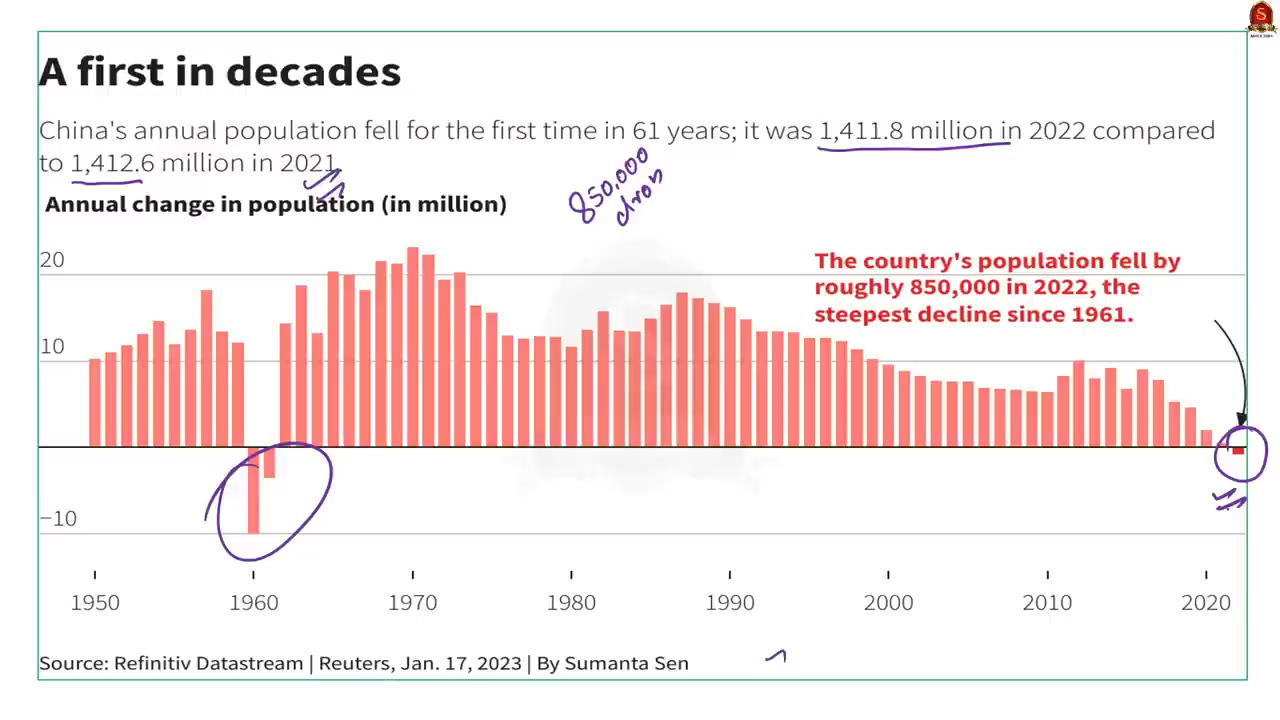 A first in decades
China's annual population fell for the first time in 61 years; it was 1,411.8 million in 2022 compared
to 1,412.6 million in 2021.
850,000
drop
Annual change in population (in million)
20
The country's population fell by
roughly 850,000 in 2022, the
steepest decline since 1961.
10
−10
1950 1960 1970 1980 1990 2000 2010 2020
Source: Refinitiv Datastream | Reuters, Jan. 17, 2023 | By Sumanta Sen